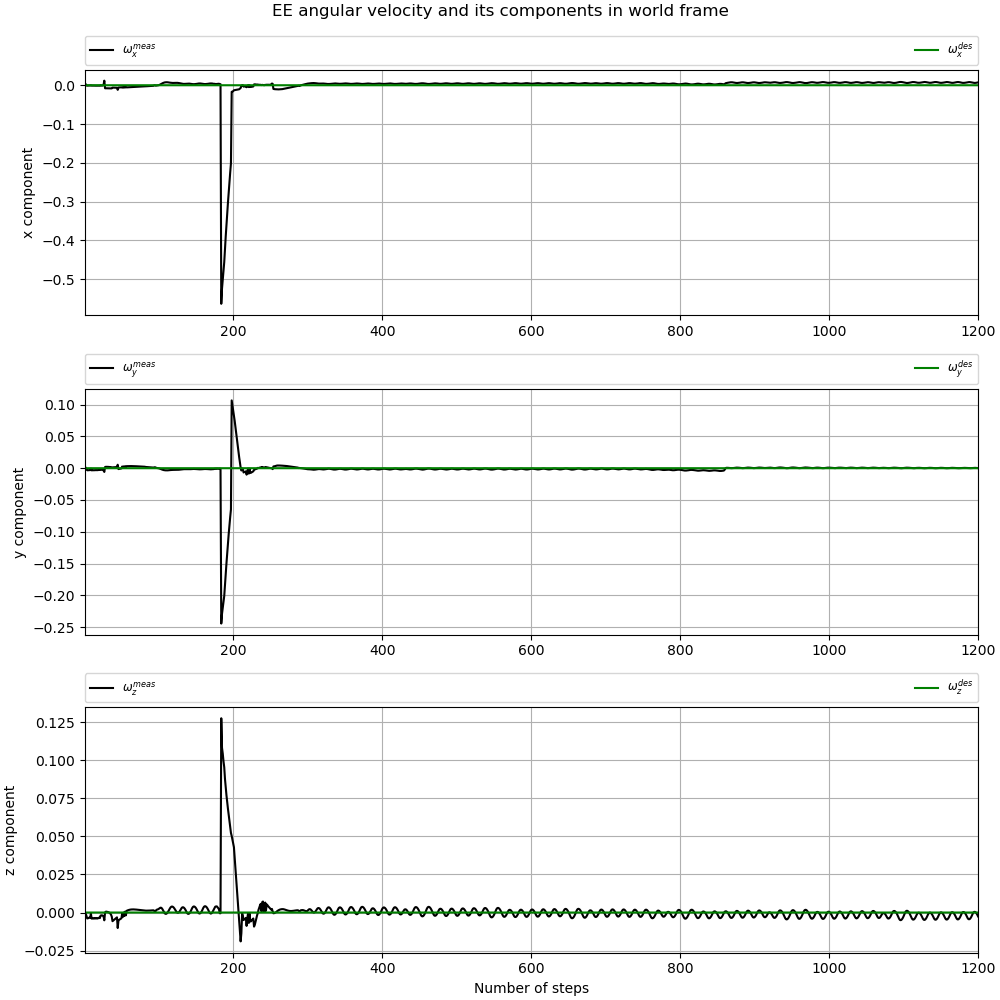 EE angular velocity and its components in world frame
ω_x^{meas} ω_x^{des}
0.0
−0.1
−0.2
−0.3
−0.4
−0.5
x component
200 400 600 800 1000 1200
ω_y^{meas} ω_y^{des}
0.10
0.05
0.00
−0.05
−0.10
−0.15
−0.20
−0.25
y component
200 400 600 800 1000 1200
ω_z^{meas} ω_z^{des}
0.125
0.100
0.075
0.050
0.025
0.000
−0.025
z component
200 400 600 800 1000 1200
Number of steps